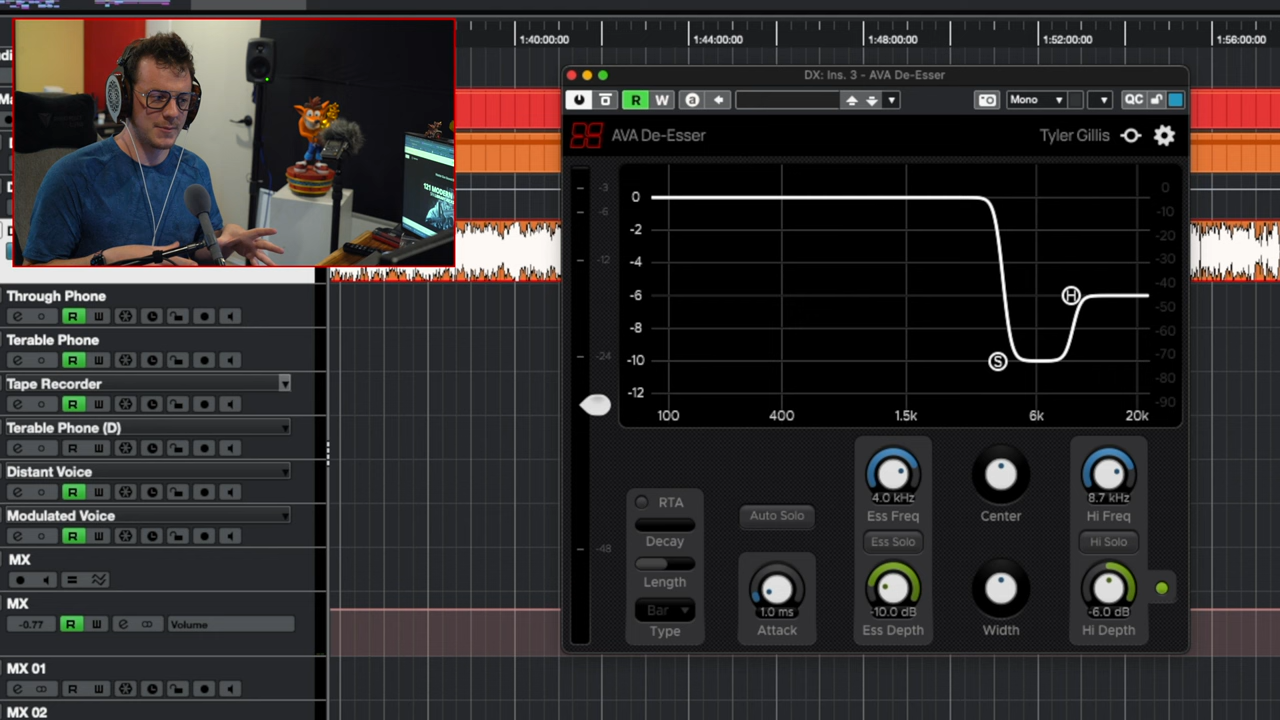 1:40:00:00
1:44:00:00
1:48:00:00
1:52:00:00
1:56:00:00
DX: Ins. 3 - AVA De-Esser
R W
a
Mono
QC
AVA De-Esser
Tyler Gillis
-3
-6
-12
-24
-48
0
-2
-4
-6
-8
-10
-12
0
-10
-20
-30
-40
-50
-60
-70
-80
-90
H
S
100 400 1.5k 6k 20k
RTA
Decay
Length
Bar
Type
Auto Solo
1.0 ms
Attack
4.0 kHz
Ess Freq
Ess Solo
-10.0 dB
Ess Depth
Center
Width
8.7 kHz
Hi Freq
Hi Solo
-6.0 dB
Hi Depth
121 MODERN
Through Phone
e R W
Terable Phone
e R W
Tape Recorder
e R W
Terable Phone (D)
e R W
Distant Voice
e R W
Modulated Voice
e R W
MX
MX
-0.77 R W e Volume
MX 01
e R W
MX 02